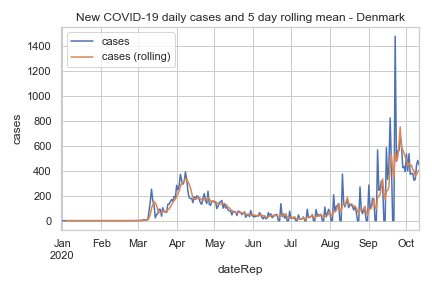 New COVID-19 daily cases and 5 day rolling mean - Denmark
cases
cases (rolling)
1400
1200
1000
800
600
400
200
0
cases
Jan Feb Mar Apr May Jun Jul Aug Sep Oct
2020
dateRep